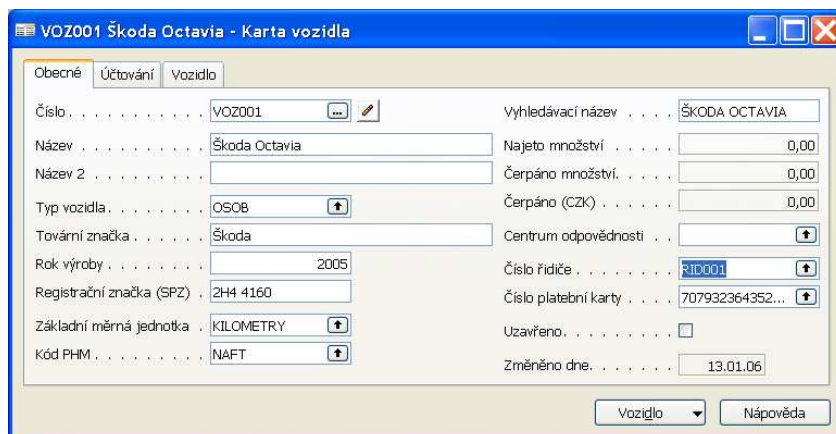 VOZ001 Škoda Octavia - Karta vozidla
Obecné Účtování Vozidlo
Číslo . . . . . . . . . . . VOZ001 ...
Název . . . . . . . . . . Škoda Octavia
Název 2 . . . . . . . . .
Typ vozidla . . . . . . . . OSOB
Tovární značka . . . . . . Škoda
Rok výroby . . . . . . . . 2005
Registrační značka (SPZ) . 2H4 4160
Základní měrná jednotka . KILOMETRY
Kód PHM . . . . . . . . . NAFT
Vyhledávací název . . . . ŠKODA OCTAVIA
Najeto množství . . . . . 0,00
Čerpáno množství. . . . . 0,00
Čerpáno (CZK) . . . . . . 0,00
Centrum odpovědnosti . .
Číslo řidiče . . . . . . . . RID001
Číslo platební karty . . . . 707932364352...
Uzavřeno. . . . . . . . .
Změněno dne. . . . . . . 13.01.06
Vozidlo Nápověda